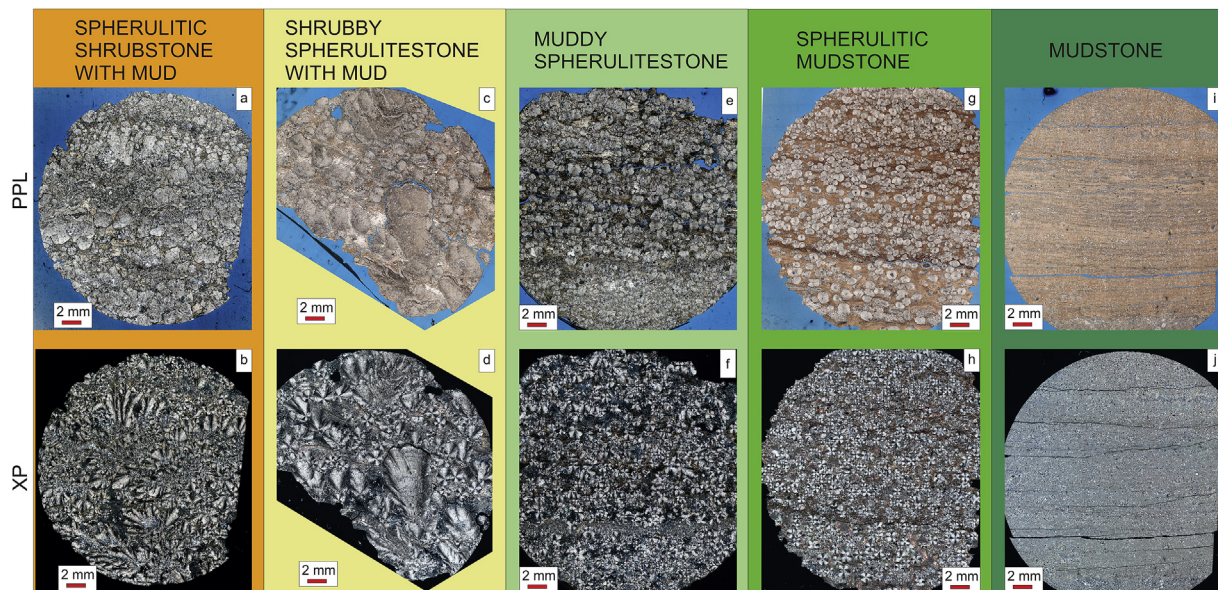 SPHERULITIC
SHRUBSTONE
WITH MUD
SHRUBBY
SPHERULITESTONE
WITH MUD
MUDDY
SPHERULITESTONE
SPHERULITIC
MUDSTONE
MUDSTONE
PPL
a
2 mm
c
2 mm
e
2 mm
g
2 mm
i
2 mm
XP
b
2 mm
d
2 mm
f
2 mm
h
2 mm
j
2 mm